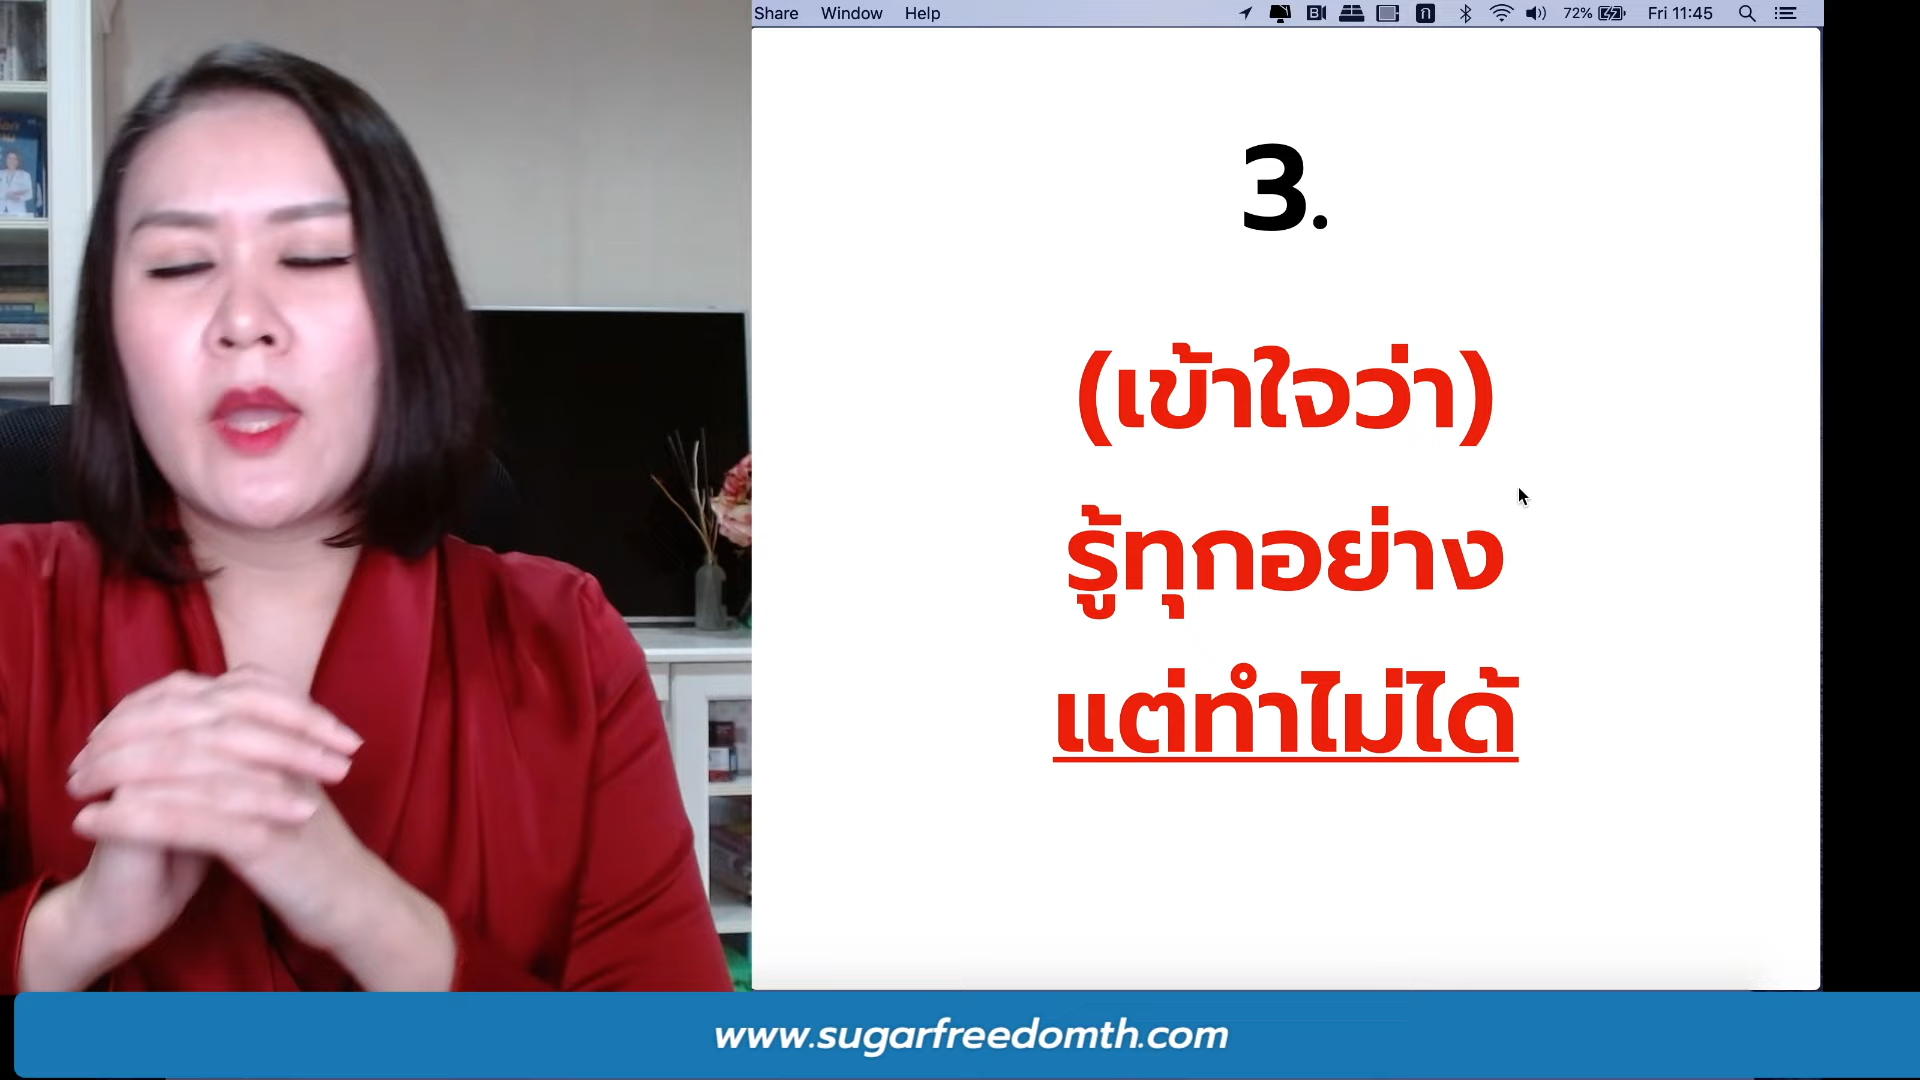 Share Window Help 72% Fri 11:45
3.
(เข้าใจว่า)
รู้ทุกอย่าง
แต่ทำไม่ได้
www.sugarfreedomth.com